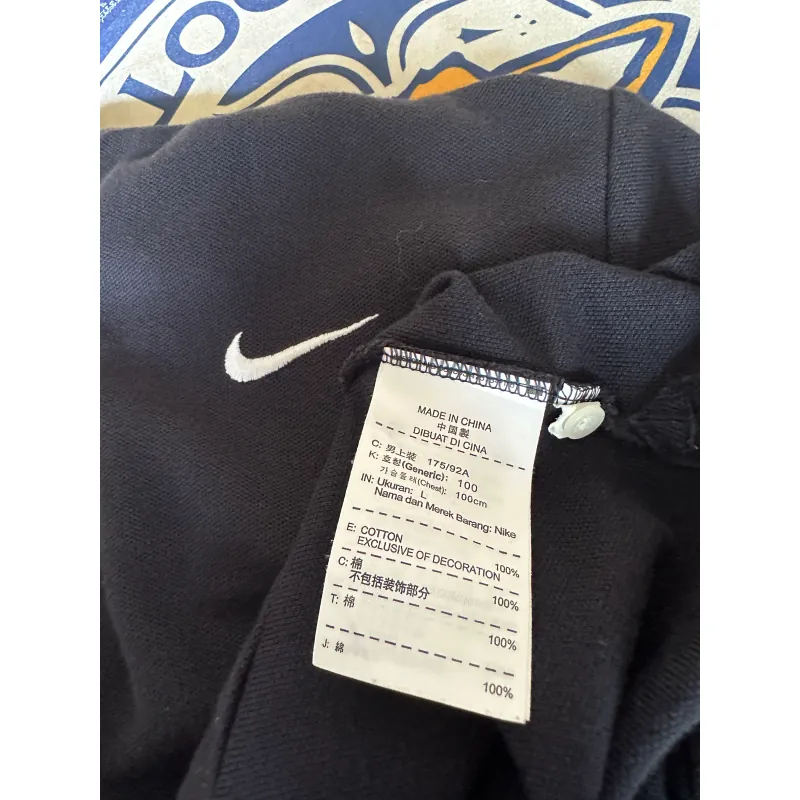 LOO
MADE IN CHINA
中国製
DIBUAT DI CINA
C: 男上裝 175/92A
K: 호칭(Generic): 100
가슴둘레(Chest): 100cm
IN: Ukuran: L
Nama dan Merek Barang: Nike
E: COTTON 100%
EXCLUSIVE OF DECORATION
C: 棉 100%
不包括装饰部分
T: 棉 100%
J: 綿 100%